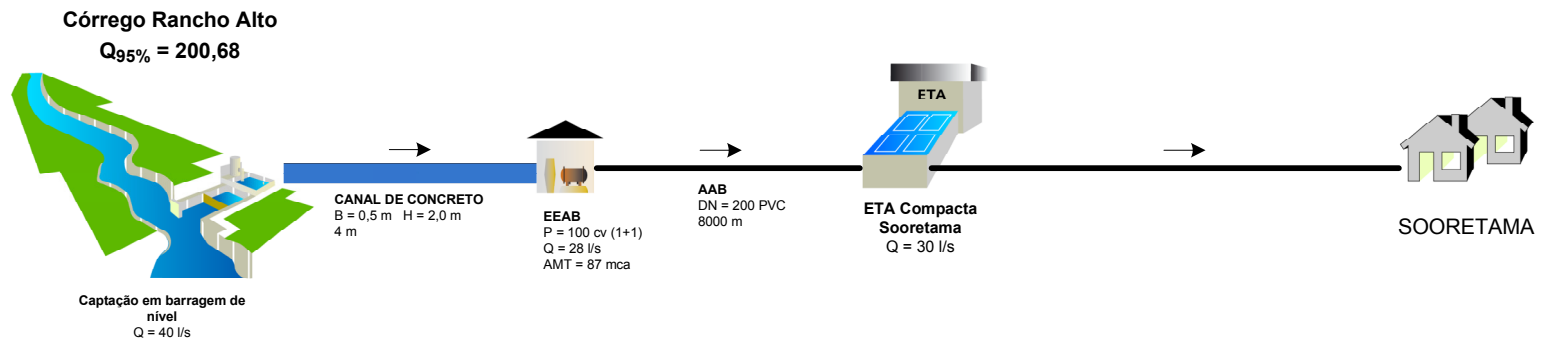 Córrego Rancho Alto
Q95% = 200,68
Captação em barragem de
nível
Q = 40 l/s
CANAL DE CONCRETO
B = 0,5 m H = 2,0 m
4 m
EEAB
P = 100 cv (1+1)
Q = 28 l/s
AMT = 87 mca
AAB
DN = 200 PVC
8000 m
ETA
ETA Compacta
Sooretama
Q = 30 l/s
SOORETAMA